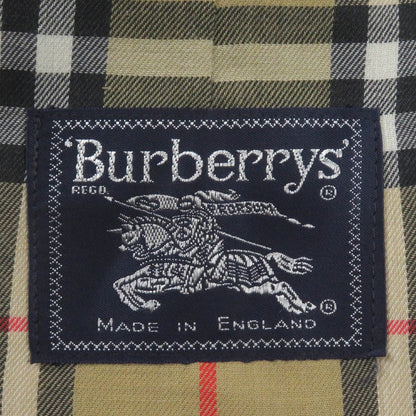 'Burberrys'
REGD. ®
®
MADE IN ENGLAND